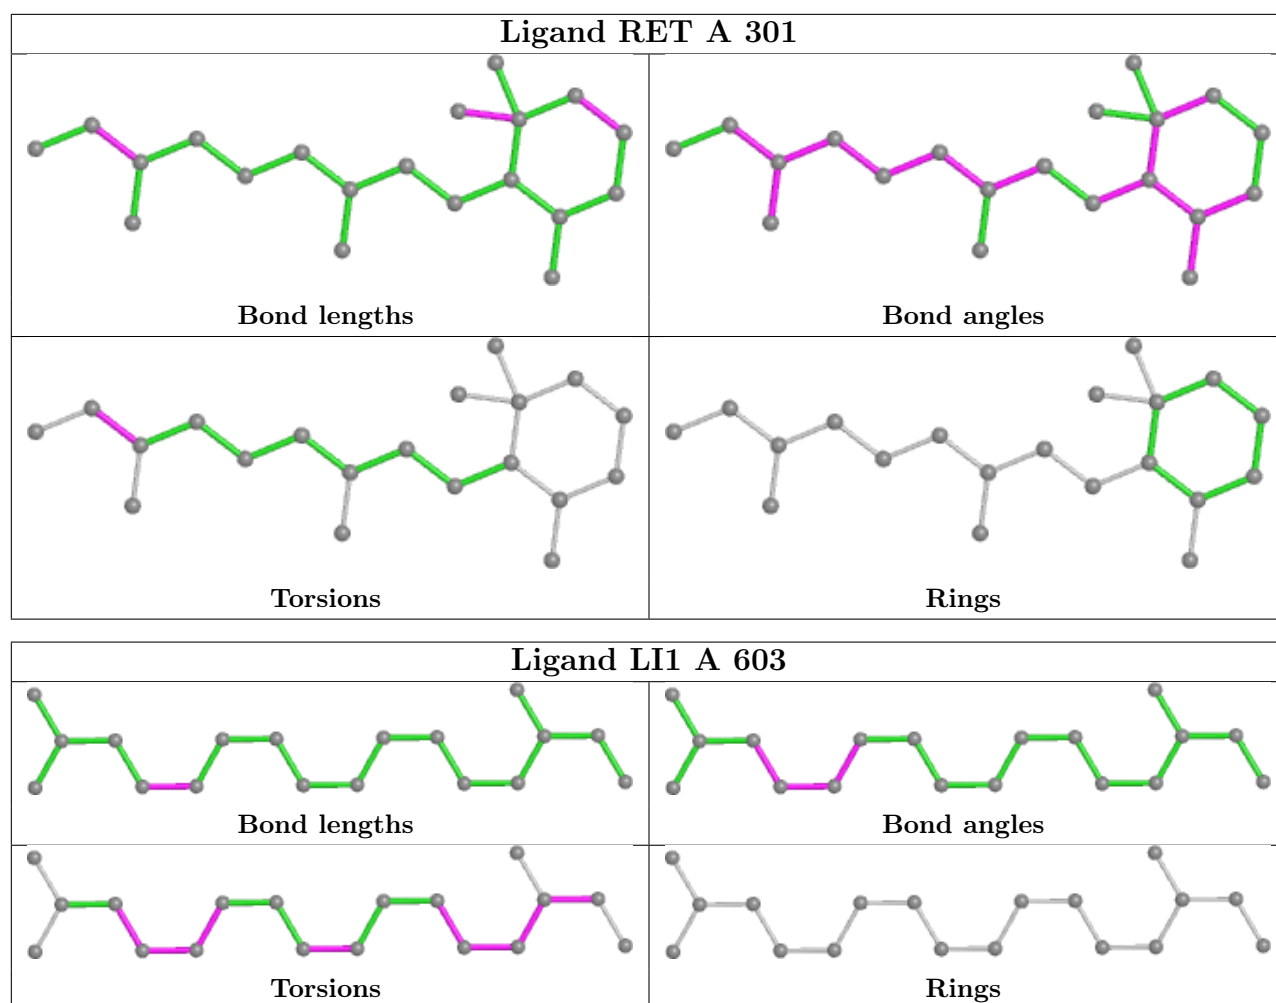 Ligand RET A 301
Bond lengths
Bond angles
Torsions
Rings
Ligand LI1 A 603
Bond lengths
Bond angles
Torsions
Rings